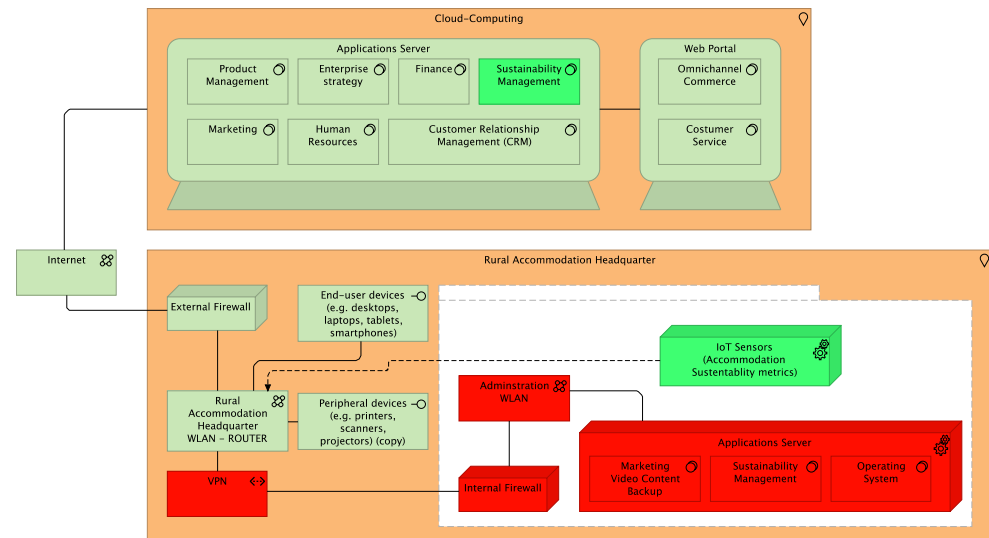 Cloud-Computing
Applications Server
Product
Management
Enterprise
strategy
Finance
Sustainability
Management
Marketing
Human
Resources
Customer Relationship
Management (CRM)
Web Portal
Omnichannel
Commerce
Costumer
Service
Internet
Rural Accommodation Headquarter
External Firewall
End-user devices
(e.g. desktops,
laptops, tablets,
smartphones)
IoT Sensors
(Accommodation
Sustentablity metrics)
Rural
Accommodation
Headquarter
WLAN - ROUTER
Peripheral devices
(e.g. printers,
scanners,
projectors) (copy)
Adminstration
WLAN
Applications Server
Marketing
Video Content
Backup
Sustainability
Management
Operating
System
VPN
Internal Firewall